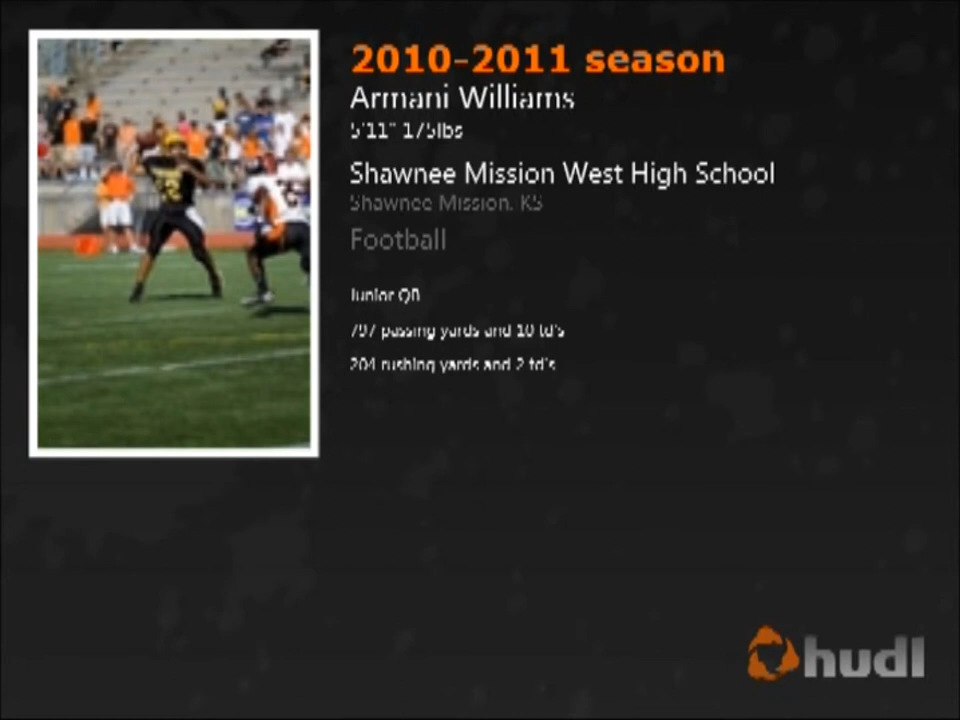 2010-2011 season
Armani Williams
5'11" 175lbs
Shawnee Mission West High School
Shawnee Mission, KS
Football
Junior QB
797 passing yards and 10 td's
204 rushing yards and 2 td's
hudl